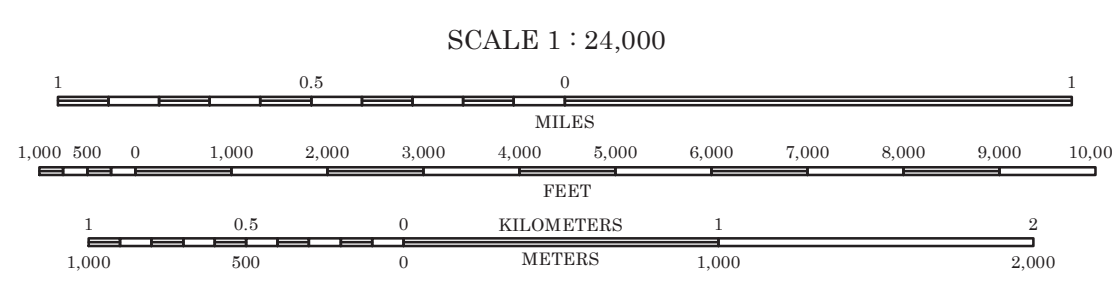 SCALE 1 : 24,000
1 0.5 0 1
MILES
1,000 500 0 1,000 2,000 3,000 4,000 5,000 6,000 7,000 8,000 9,000 10,00
FEET
1 0.5 0 KILOMETERS 1 2
1,000 500 0 METERS 1,000 2,000